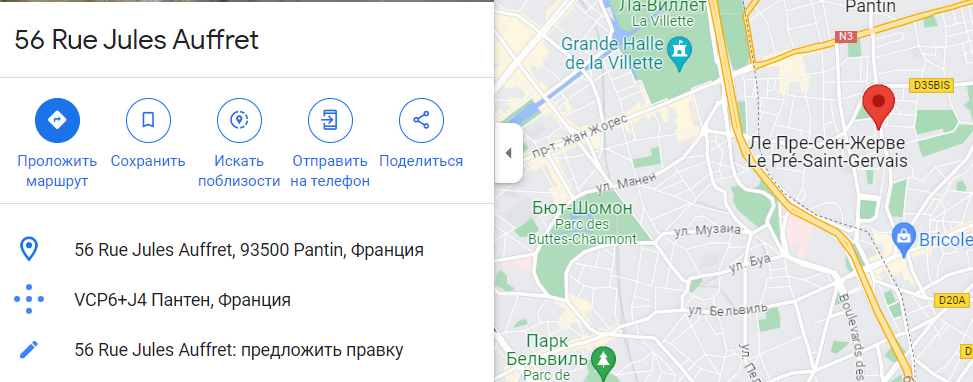 56 Rue Jules Auffret
Проложить маршрут
Сохранить
Искать поблизости
Отправить на телефон
Поделиться
56 Rue Jules Auffret, 93500 Pantin, Франция
VCP6+J4 Пантен, Франция
56 Rue Jules Auffret: предложить правку
Ла-Виллет
La Villette
Pantin
Grande Halle
de la Villette
N3
D35BIS
пр-т. Жан Жорес
Ле Пре-Сен-Жерве
Le Pré-Saint-Gervais
ул. Манен
Бют-Шомон
Parc des
Buttes-Chaumont
ул. Музаиа
Bricole
ул. Буа
D20A
ул. Бельвиль
Boulevards des
Парк
Бельвиль
Parc de
ул. Пел
D